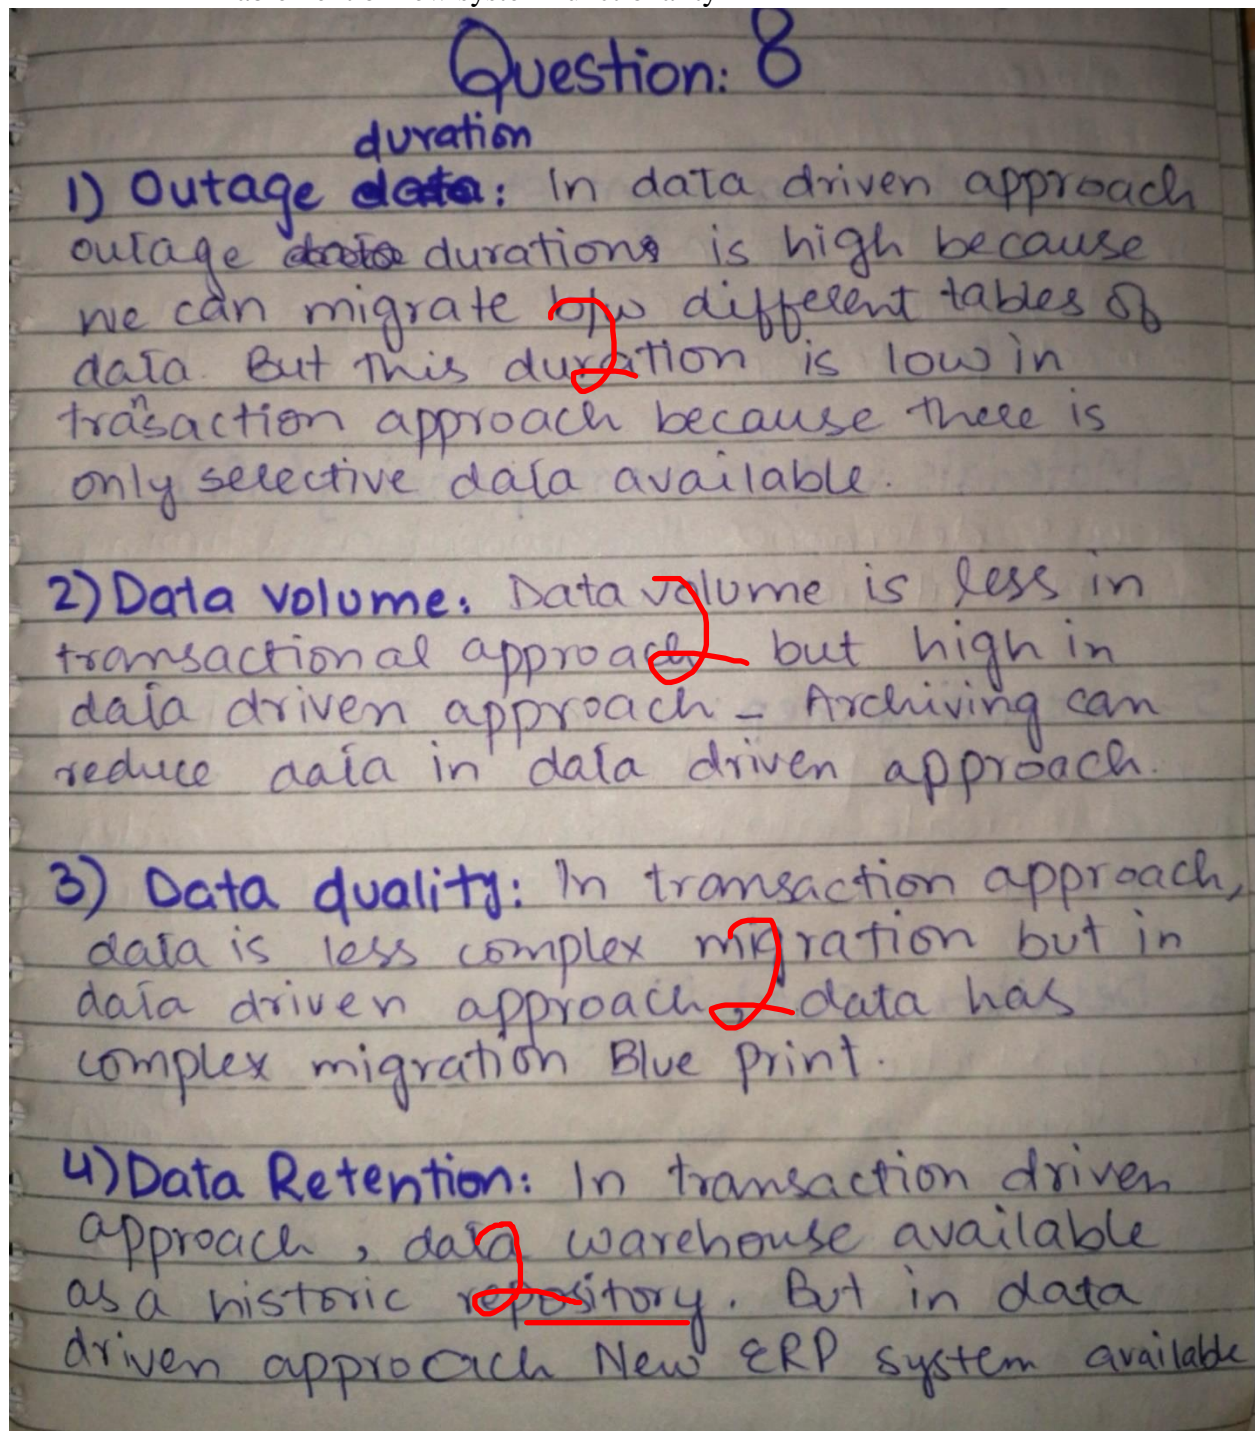 Question: 8
duration
1) Outage data: In data driven approach
outage durations is high because
we can migrate b/w different tables of
data. But this duration is low in
transaction approach because there is
only selective data available.
2) Data volume: Data volume is less in
transactional approach but high in
data driven approach - Archiving can
reduce data in data driven approach.
3) Data quality: In transaction approach,
data is less complex migration but in
data driven approach, data has
complex migration Blue print.
4) Data Retention: In transaction driven
approach, data warehouse available
as a historic repository. But in data
driven approach New ERP system available